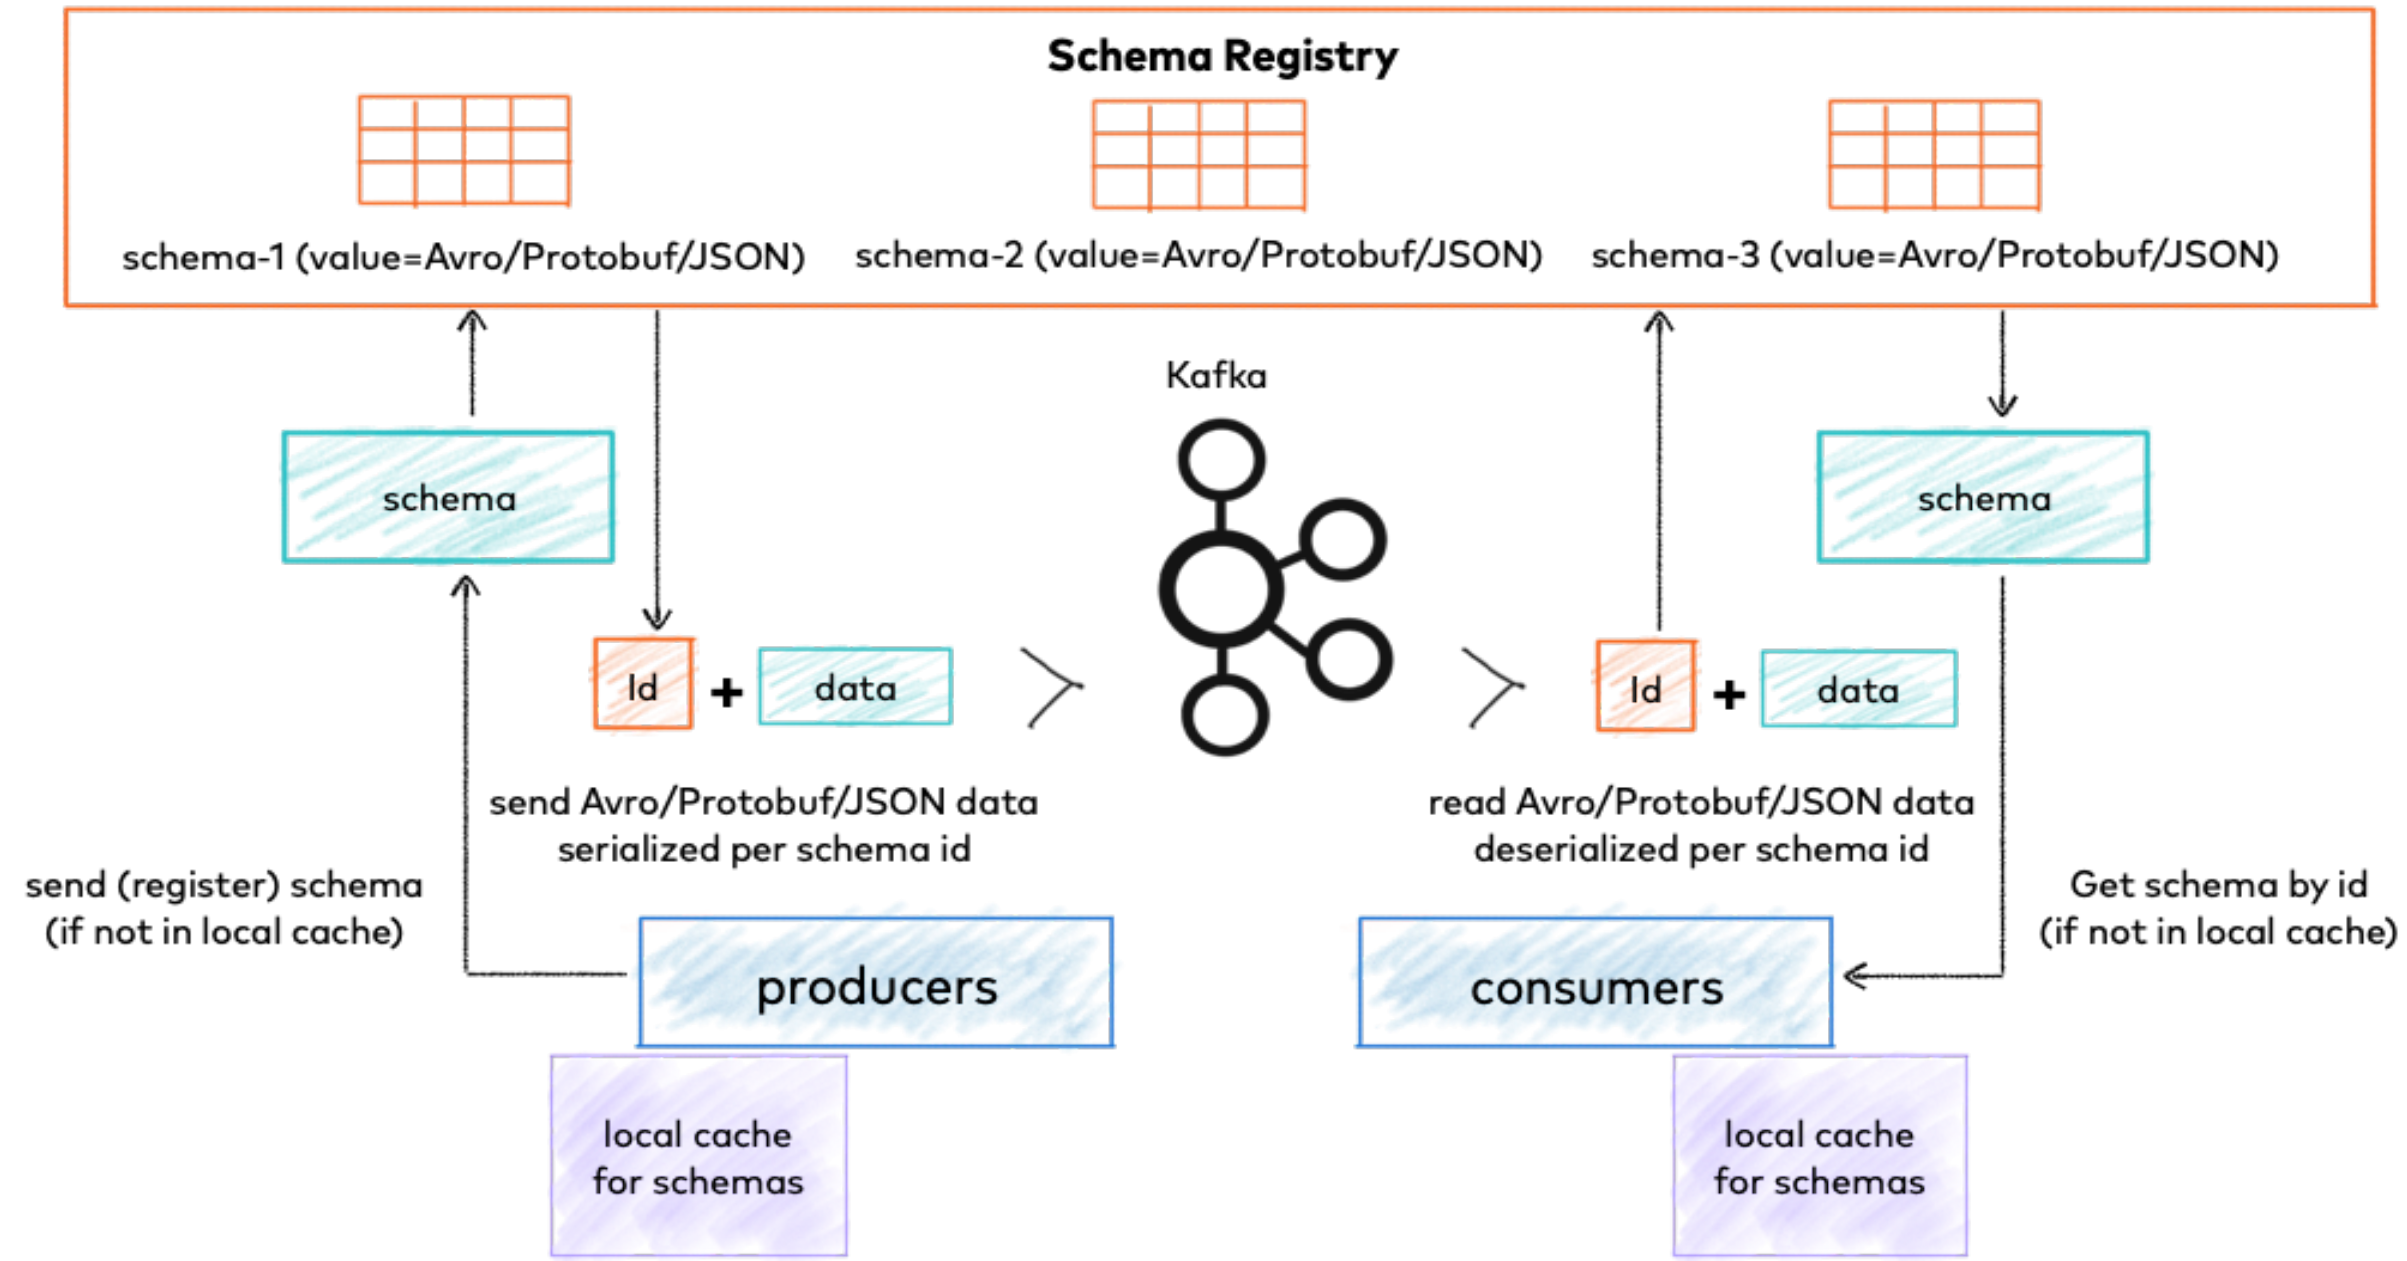 Schema Registry
schema-1 (value=Avro/Protobuf/JSON)
schema-2 (value=Avro/Protobuf/JSON)
schema-3 (value=Avro/Protobuf/JSON)
Kafka
schema
schema
Id
+
data
Id
+
data
send Avro/Protobuf/JSON data
serialized per schema id
read Avro/Protobuf/JSON data
deserialized per schema id
send (register) schema
(if not in local cache)
Get schema by id
(if not in local cache)
producers
consumers
local cache
for schemas
local cache
for schemas